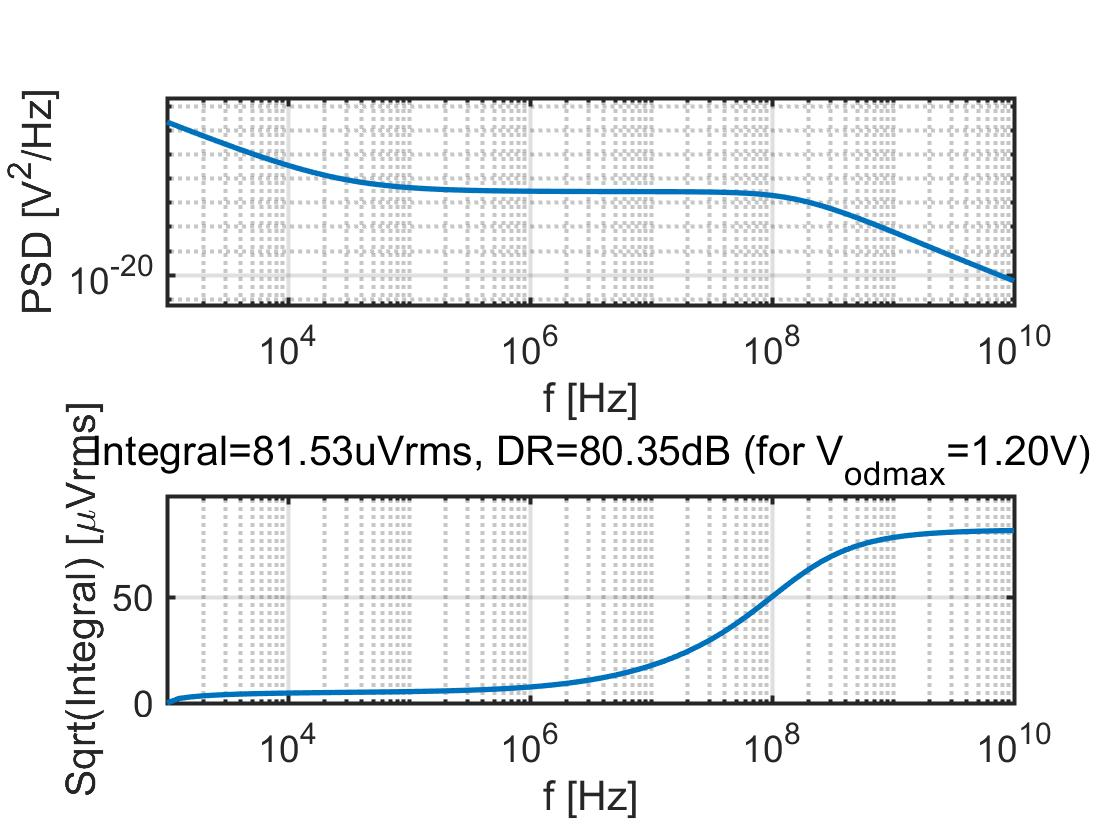 PSD [V²/Hz]
10⁻²⁰
10⁴ 10⁶ 10⁸ 10¹⁰
f [Hz]
Integral=81.53uVrms, DR=80.35dB (for Vodmax=1.20V)
Sqrt(Integral) [μVrms]
50
0
10⁴ 10⁶ 10⁸ 10¹⁰
f [Hz]